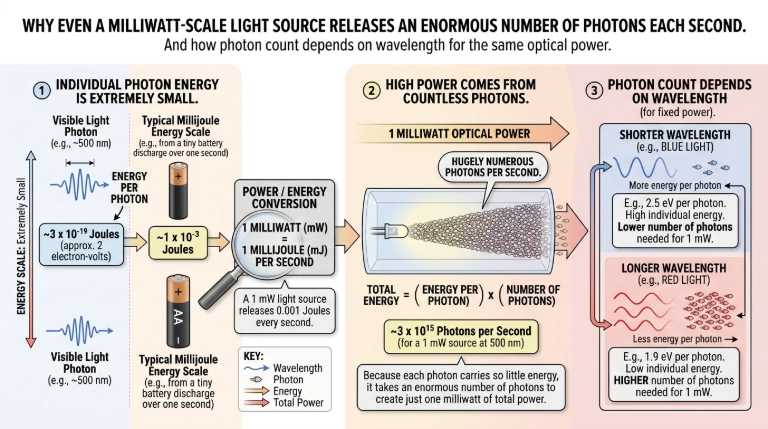 WHY EVEN A MILLIWATT-SCALE LIGHT SOURCE RELEASES AN ENORMOUS NUMBER OF PHOTONS EACH SECOND.
And how photon count depends on wavelength for the same optical power.
1 INDIVIDUAL PHOTON ENERGY
IS EXTREMELY SMALL.
Visible Light
Photon
(e.g., ~500 nm)
Typical Millijoule
Energy Scale
(e.g., from a tiny battery
discharge over one second)
ENERGY
PER
PHOTON
ENERGY SCALE: Extremely Small
~3 x 10⁻¹⁹ Joules
(approx. 2
electron-volts)
~1 x 10⁻³
Joules
AA
Visible Light
Photon
(e.g., ~500 nm)
Typical Millijoule
Energy Scale
(e.g., from a tiny
battery discharge
over one second)
POWER / ENERGY
CONVERSION
1 MILLIWATT (mW)
=
1 MILLIJOULE (mJ)
PER SECOND
A 1 mW light source
releases 0.001 Joules
every second.
KEY:
Wavelength
Photon
Energy
Total Power
2 HIGH POWER COMES FROM
COUNTLESS PHOTONS.
1 MILLIWATT OPTICAL POWER
HUGELY NUMEROUS
PHOTONS PER SECOND.
TOTAL
ENERGY = (ENERGY PER
PHOTON) x (NUMBER OF
PHOTONS)
~3 x 10¹⁵ Photons per Second
(for a 1 mW source at 500 nm)
Because each photon carries so little energy,
it takes an enormous number of photons to
create just one milliwatt of total power.
3 PHOTON COUNT DEPENDS
ON WAVELENGTH
(for fixed power).
SHORTER WAVELENGTH
(e.g., BLUE LIGHT)
More energy per photon
E.g., 2.5 eV per photon.
High individual energy.
Lower number of photons
needed for 1 mW.
LONGER WAVELENGTH
(e.g., RED LIGHT)
Less energy per photon
E.g., 1.9 eV per photon.
Low individual energy.
HIGHER number of photons
needed for 1 mW.